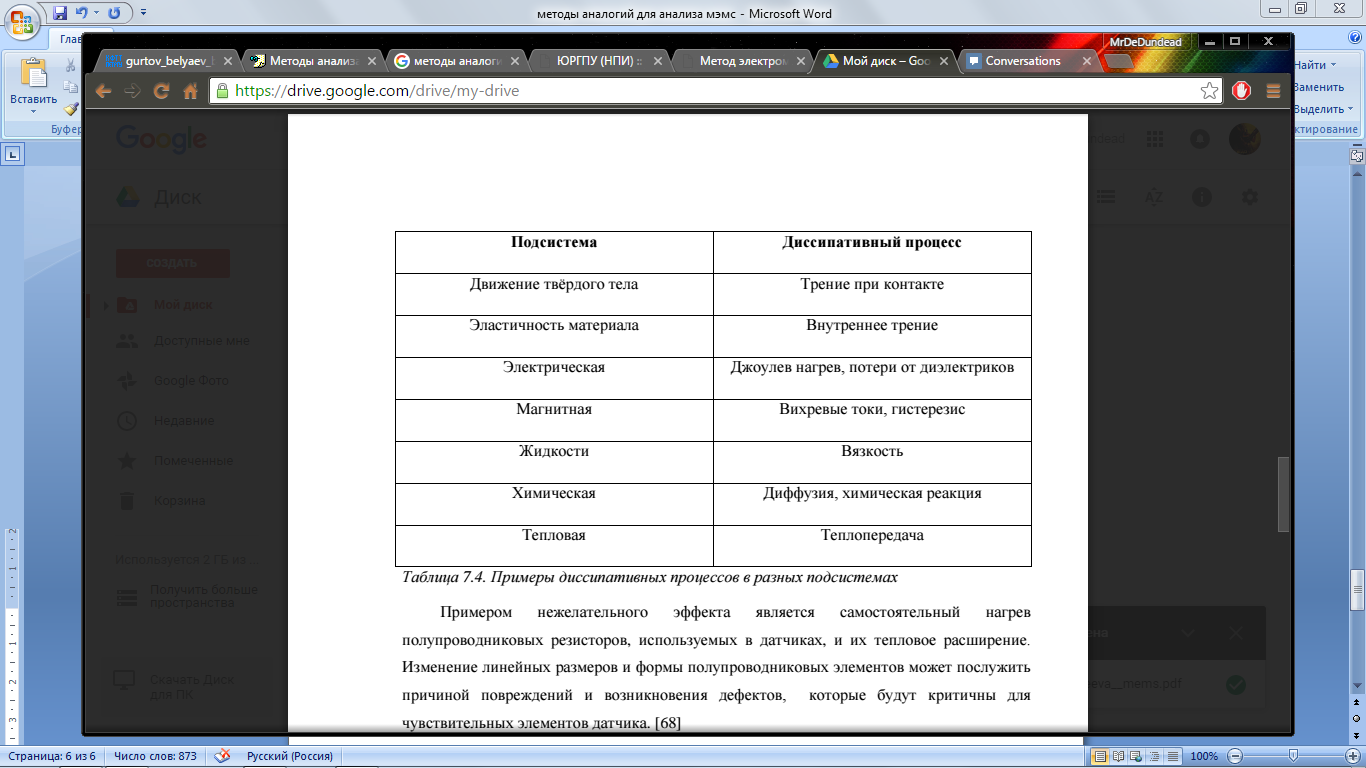 методы аналогий для анализа мэмс - Microsoft Word
Глав
MrDeDundead
gurtov_belyaev_
Методы анализа
методы аналоги
ЮРГПУ (НПИ) ::
Метод электром
Мой диск – Goo
Conversations
https://drive.google.com/drive/my-drive
Вставить
Буфер
Найти
Заменить
Выделить
ктирование
Google
Диск
СОЗДАТЬ
Мой диск
Доступные мне
Google Фото
Недавние
Помеченные
Корзина
Используется 2 ГБ из...
Получить больше
пространства
Скачать Диск
для ПК
ndead
ена
eeva__mems.pdf
Подсистема Диссипативный процесс
Движение твёрдого тела Трение при контакте
Эластичность материала Внутреннее трение
Электрическая Джоулев нагрев, потери от диэлектриков
Магнитная Вихревые токи, гистерезис
Жидкости Вязкость
Химическая Диффузия, химическая реакция
Тепловая Теплопередача
Таблица 7.4. Примеры диссипативных процессов в разных подсистемах
Примером нежелательного эффекта является самостоятельный нагрев
полупроводниковых резисторов, используемых в датчиках, и их тепловое расширение.
Изменение линейных размеров и формы полупроводниковых элементов может послужить
причиной повреждений и возникновения дефектов, которые будут критичны для
чувствительных элементов датчика. [68]
Страница: 6 из 6 Число слов: 873 Русский (Россия) 100%